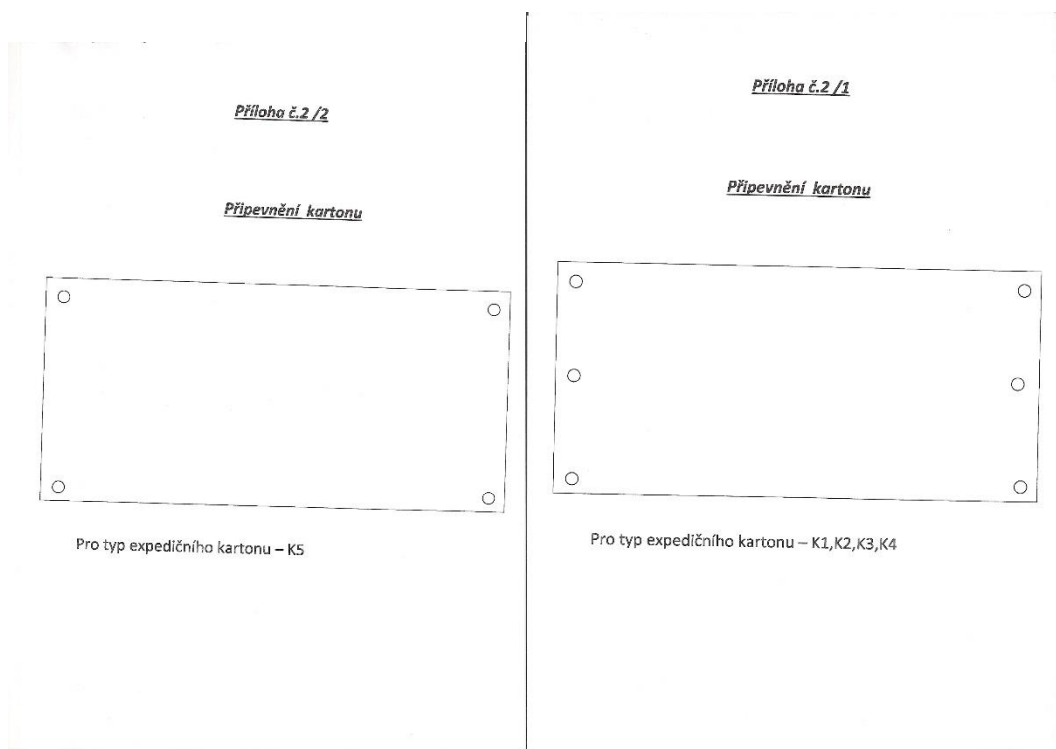 Příloha č.2 /2
Připevnění kartonu
Pro typ expedičního kartonu – K5
Příloha č.2 /1
Připevnění kartonu
Pro typ expedičního kartonu – K1,K2,K3,K4